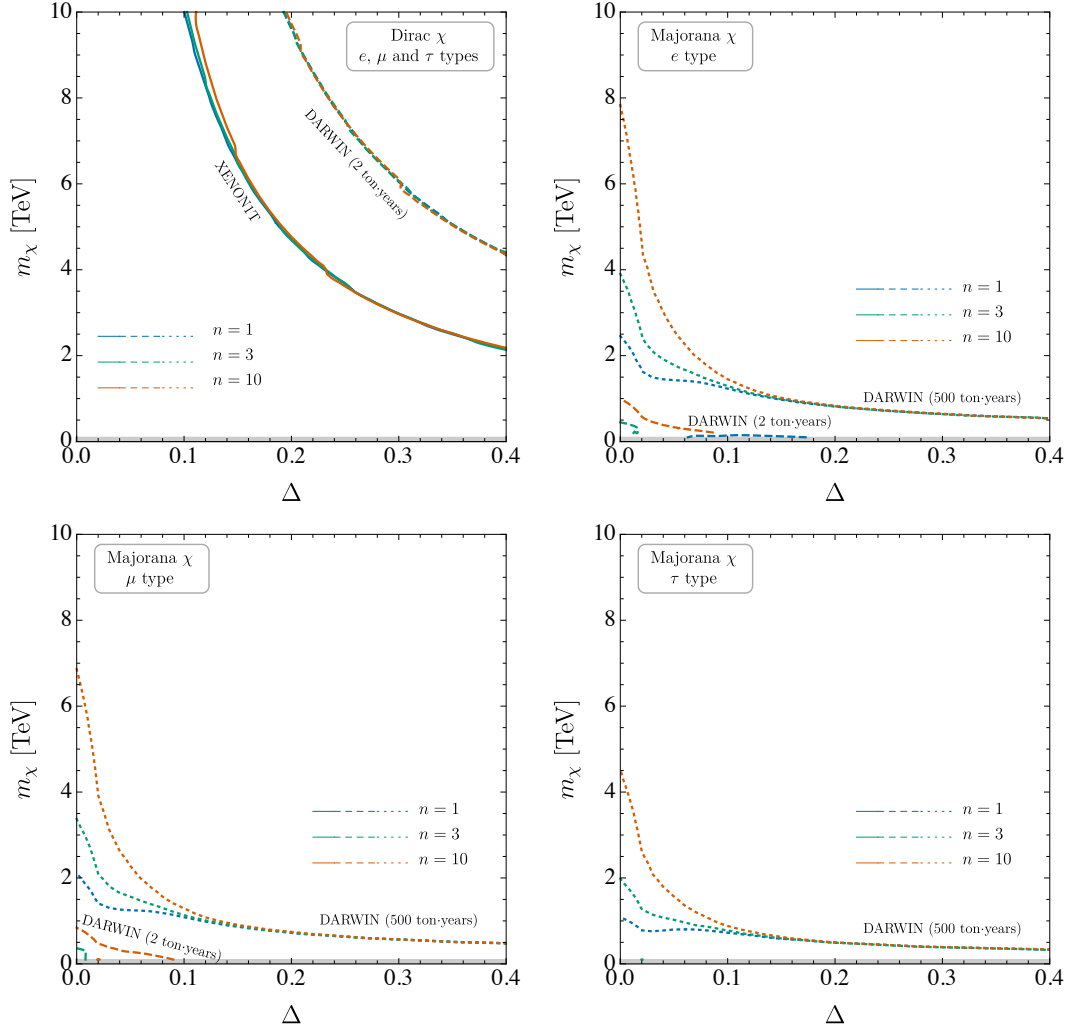 10
8
6
4
2
0
0.0 0.1 0.2 0.3 0.4
m_χ [TeV]
Δ
Dirac χ
e, μ and τ types
XENON1T
DARWIN (2 ton·years)
n = 1
n = 3
n = 10
10
8
6
4
2
0
0.0 0.1 0.2 0.3 0.4
m_χ [TeV]
Δ
Majorana χ
e type
n = 1
n = 3
n = 10
DARWIN (500 ton·years)
DARWIN (2 ton·years)
10
8
6
4
2
0
0.0 0.1 0.2 0.3 0.4
m_χ [TeV]
Δ
Majorana χ
μ type
n = 1
n = 3
n = 10
DARWIN (500 ton·years)
DARWIN (2 ton·years)
10
8
6
4
2
0
0.0 0.1 0.2 0.3 0.4
m_χ [TeV]
Δ
Majorana χ
τ type
n = 1
n = 3
n = 10
DARWIN (500 ton·years)